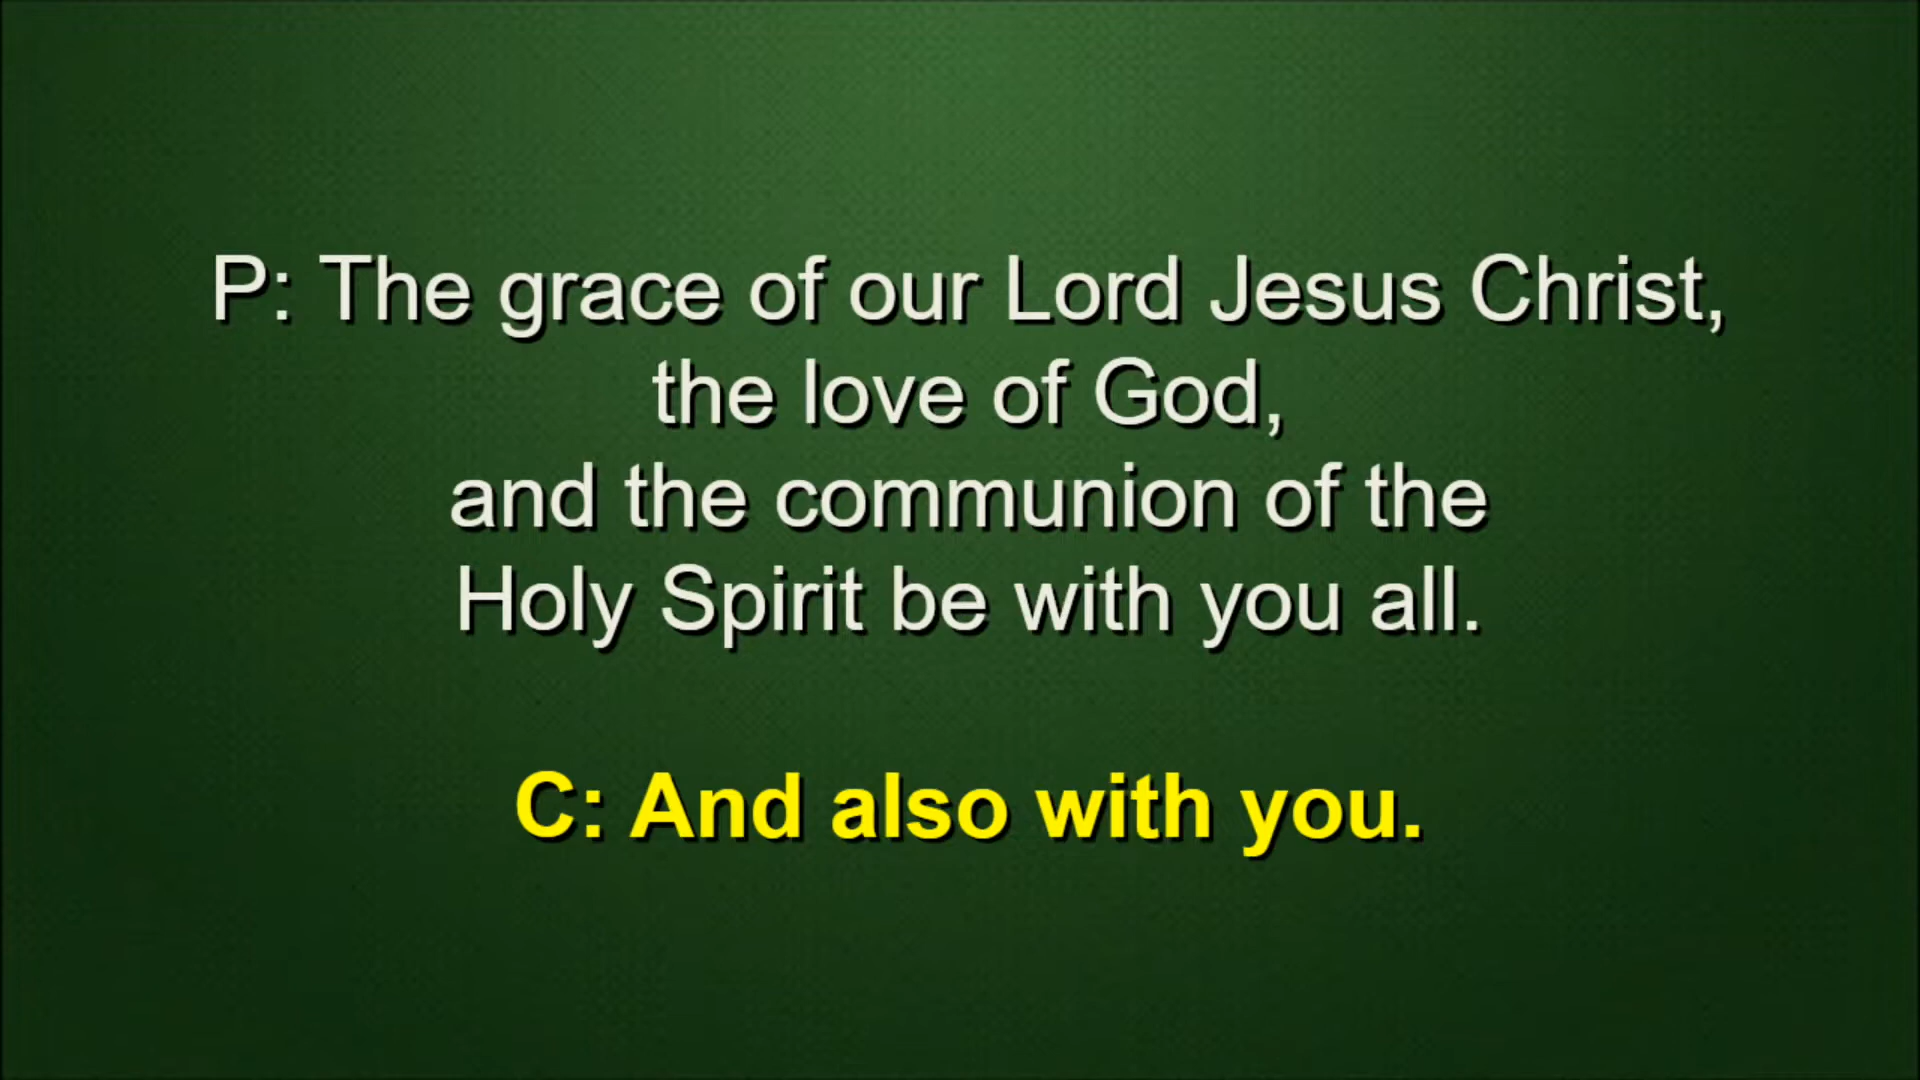 P: The grace of our Lord Jesus Christ,
the love of God,
and the communion of the
Holy Spirit be with you all.
C: And also with you.